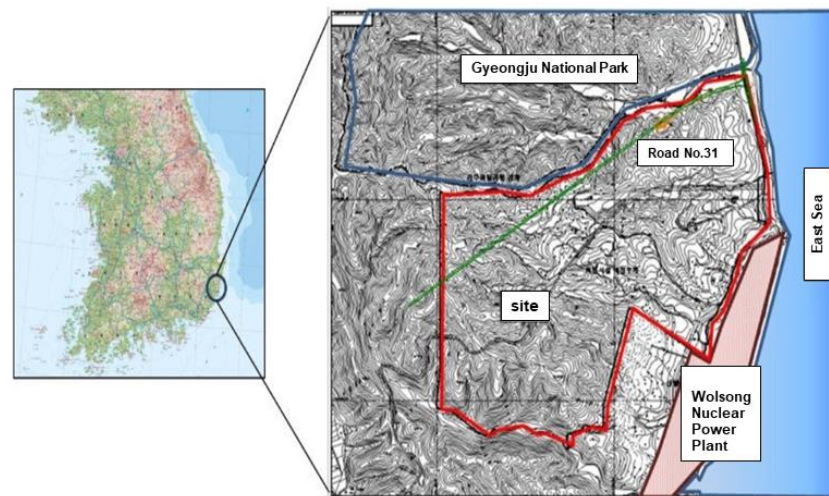 Gyeongju National Park
Road No.31
East Sea
site
Wolsong
Nuclear
Power
Plant